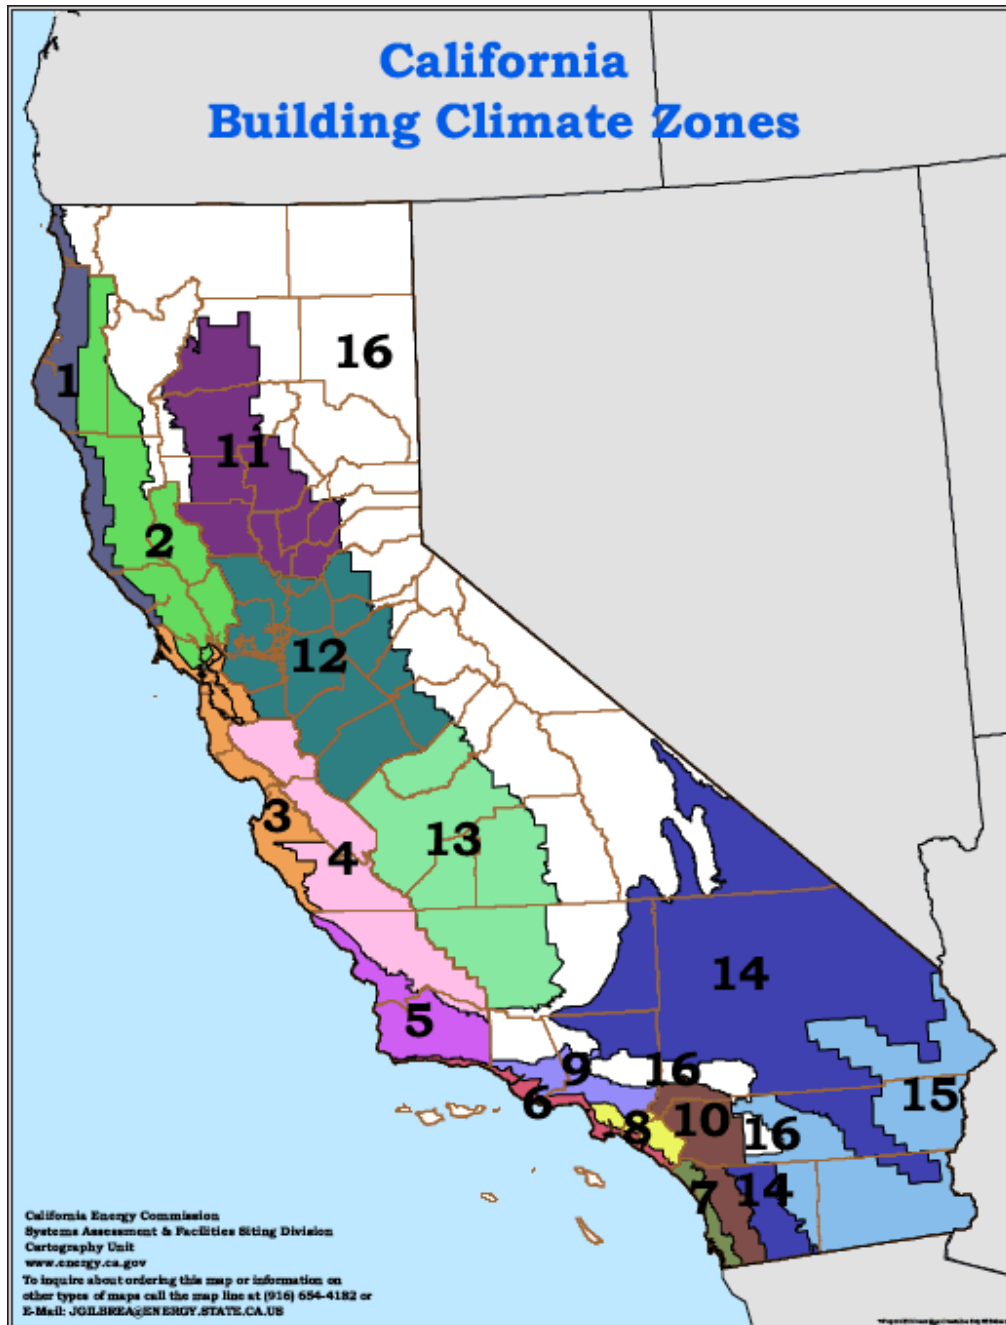 California
Building Climate Zones
16
1
11
2
12
3
4
13
14
5
9
16
6
8
10
15
16
7
14
California Energy Commission
Systems Assessment & Facilities Siting Division
Cartography Unit
www.energy.ca.gov
To inquire about ordering this map or information on
other types of maps call the map line at (916) 654-4182 or
E-Mail: JGILBREA@ENERGY.STATE.CA.US